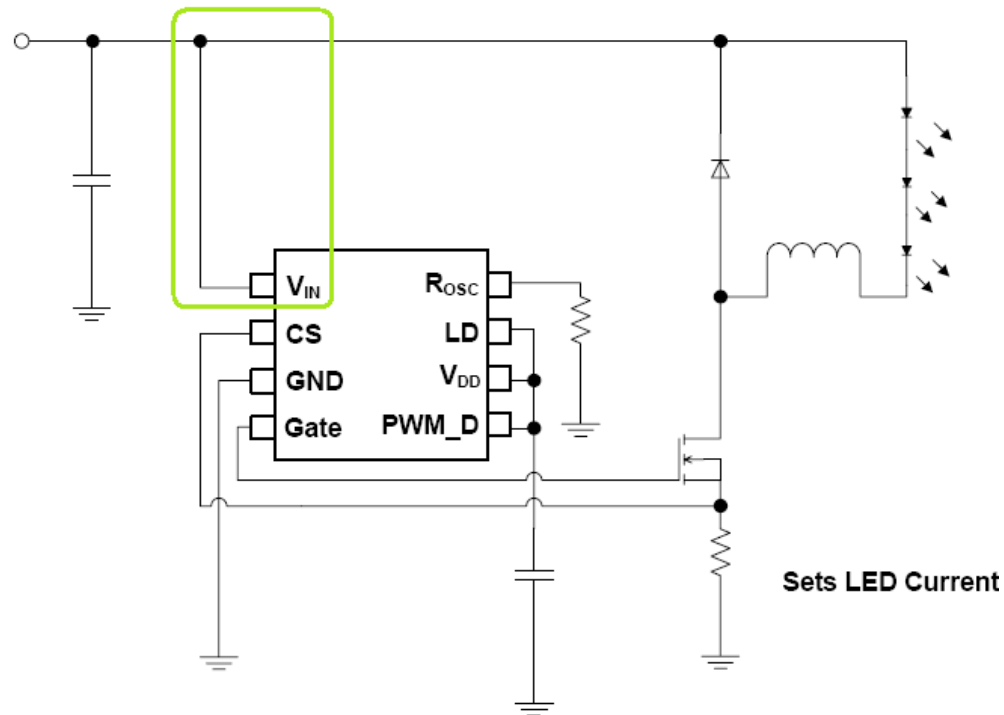 V_IN
R_OSC
CS
LD
GND
V_DD
Gate
PWM_D
Sets LED Current